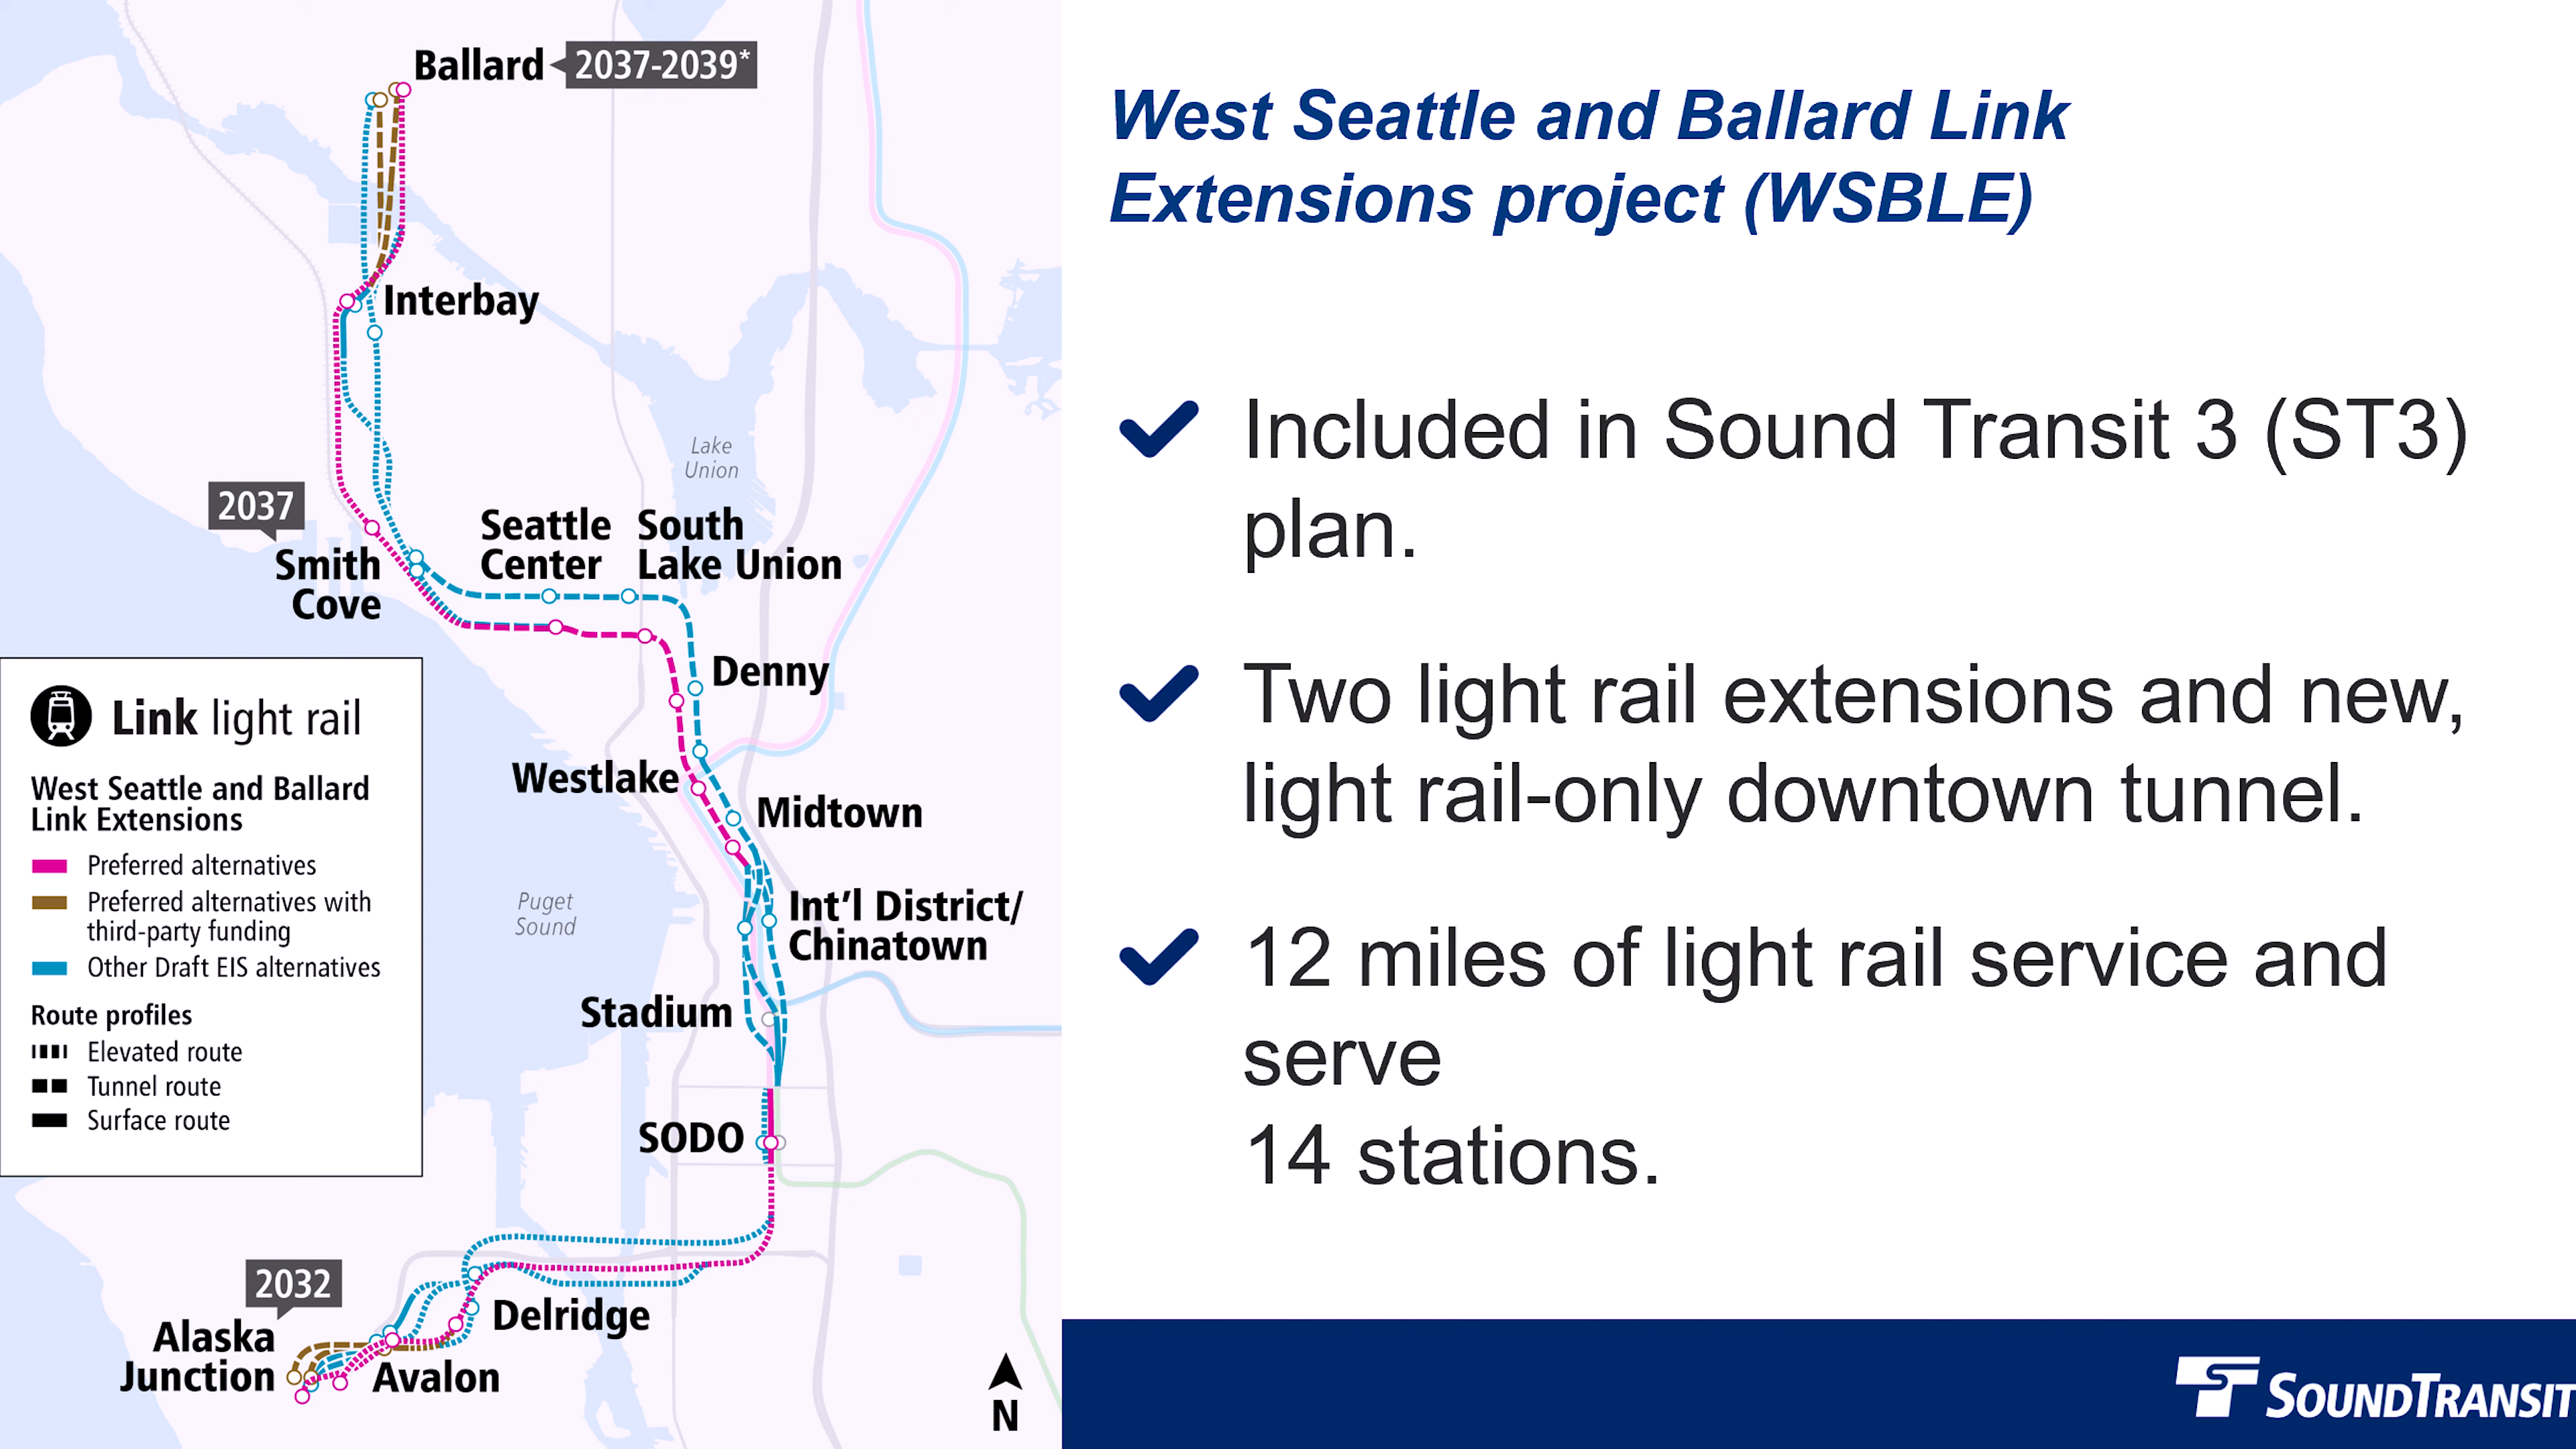 Ballard
2037-2039*
Interbay
Lake
Union
2037
Smith
Cove
Seattle
Center
South
Lake Union
Denny
Westlake
Midtown
Puget
Sound
Int'l District/
Chinatown
Stadium
SODO
2032
Alaska
Junction
Delridge
Avalon
N
Link light rail
West Seattle and Ballard
Link Extensions
Preferred alternatives
Preferred alternatives with
third-party funding
Other Draft EIS alternatives
Route profiles
Elevated route
Tunnel route
Surface route
West Seattle and Ballard Link
Extensions project (WSBLE)
Included in Sound Transit 3 (ST3)
plan.
Two light rail extensions and new,
light rail-only downtown tunnel.
12 miles of light rail service and
serve
14 stations.
SOUNDTRANSIT